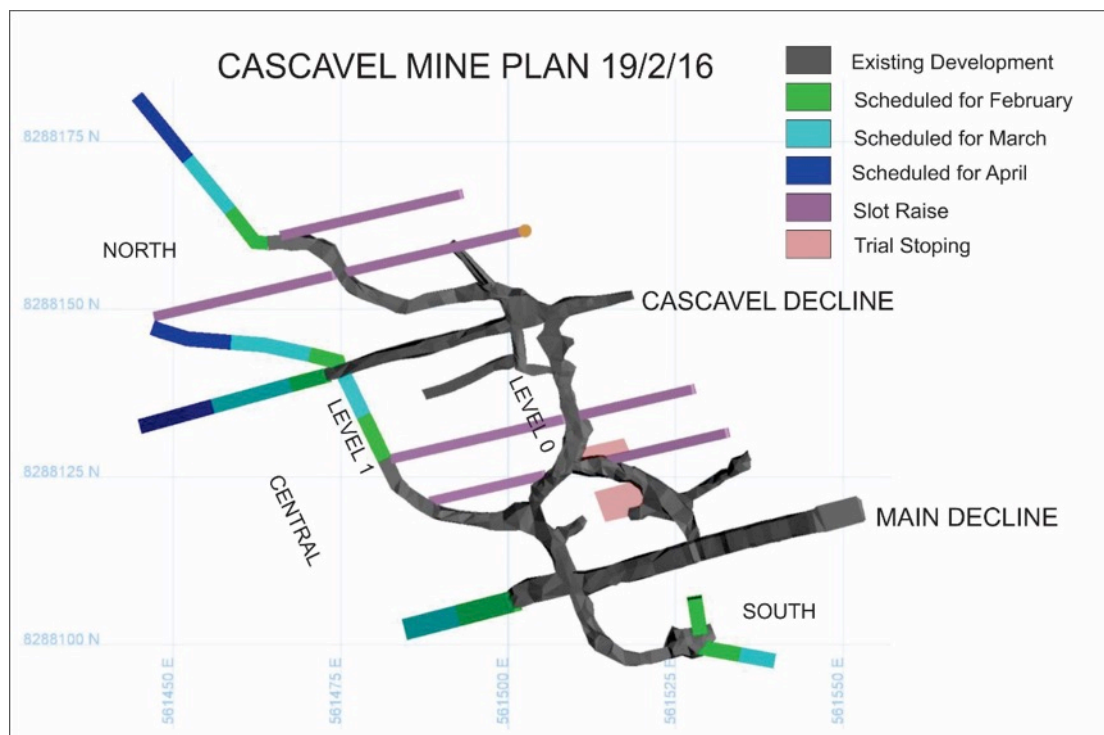 CASCAVEL MINE PLAN 19/2/16
Existing Development
Scheduled for February
Scheduled for March
Scheduled for April
Slot Raise
Trial Stoping
8288175 N
NORTH
8288150 N
CASCAVEL DECLINE
LEVEL 0
LEVEL 1
8288125 N
CENTRAL
MAIN DECLINE
SOUTH
8288100 N
561450 E
561475 E
561500 E
561525 E
561550 E